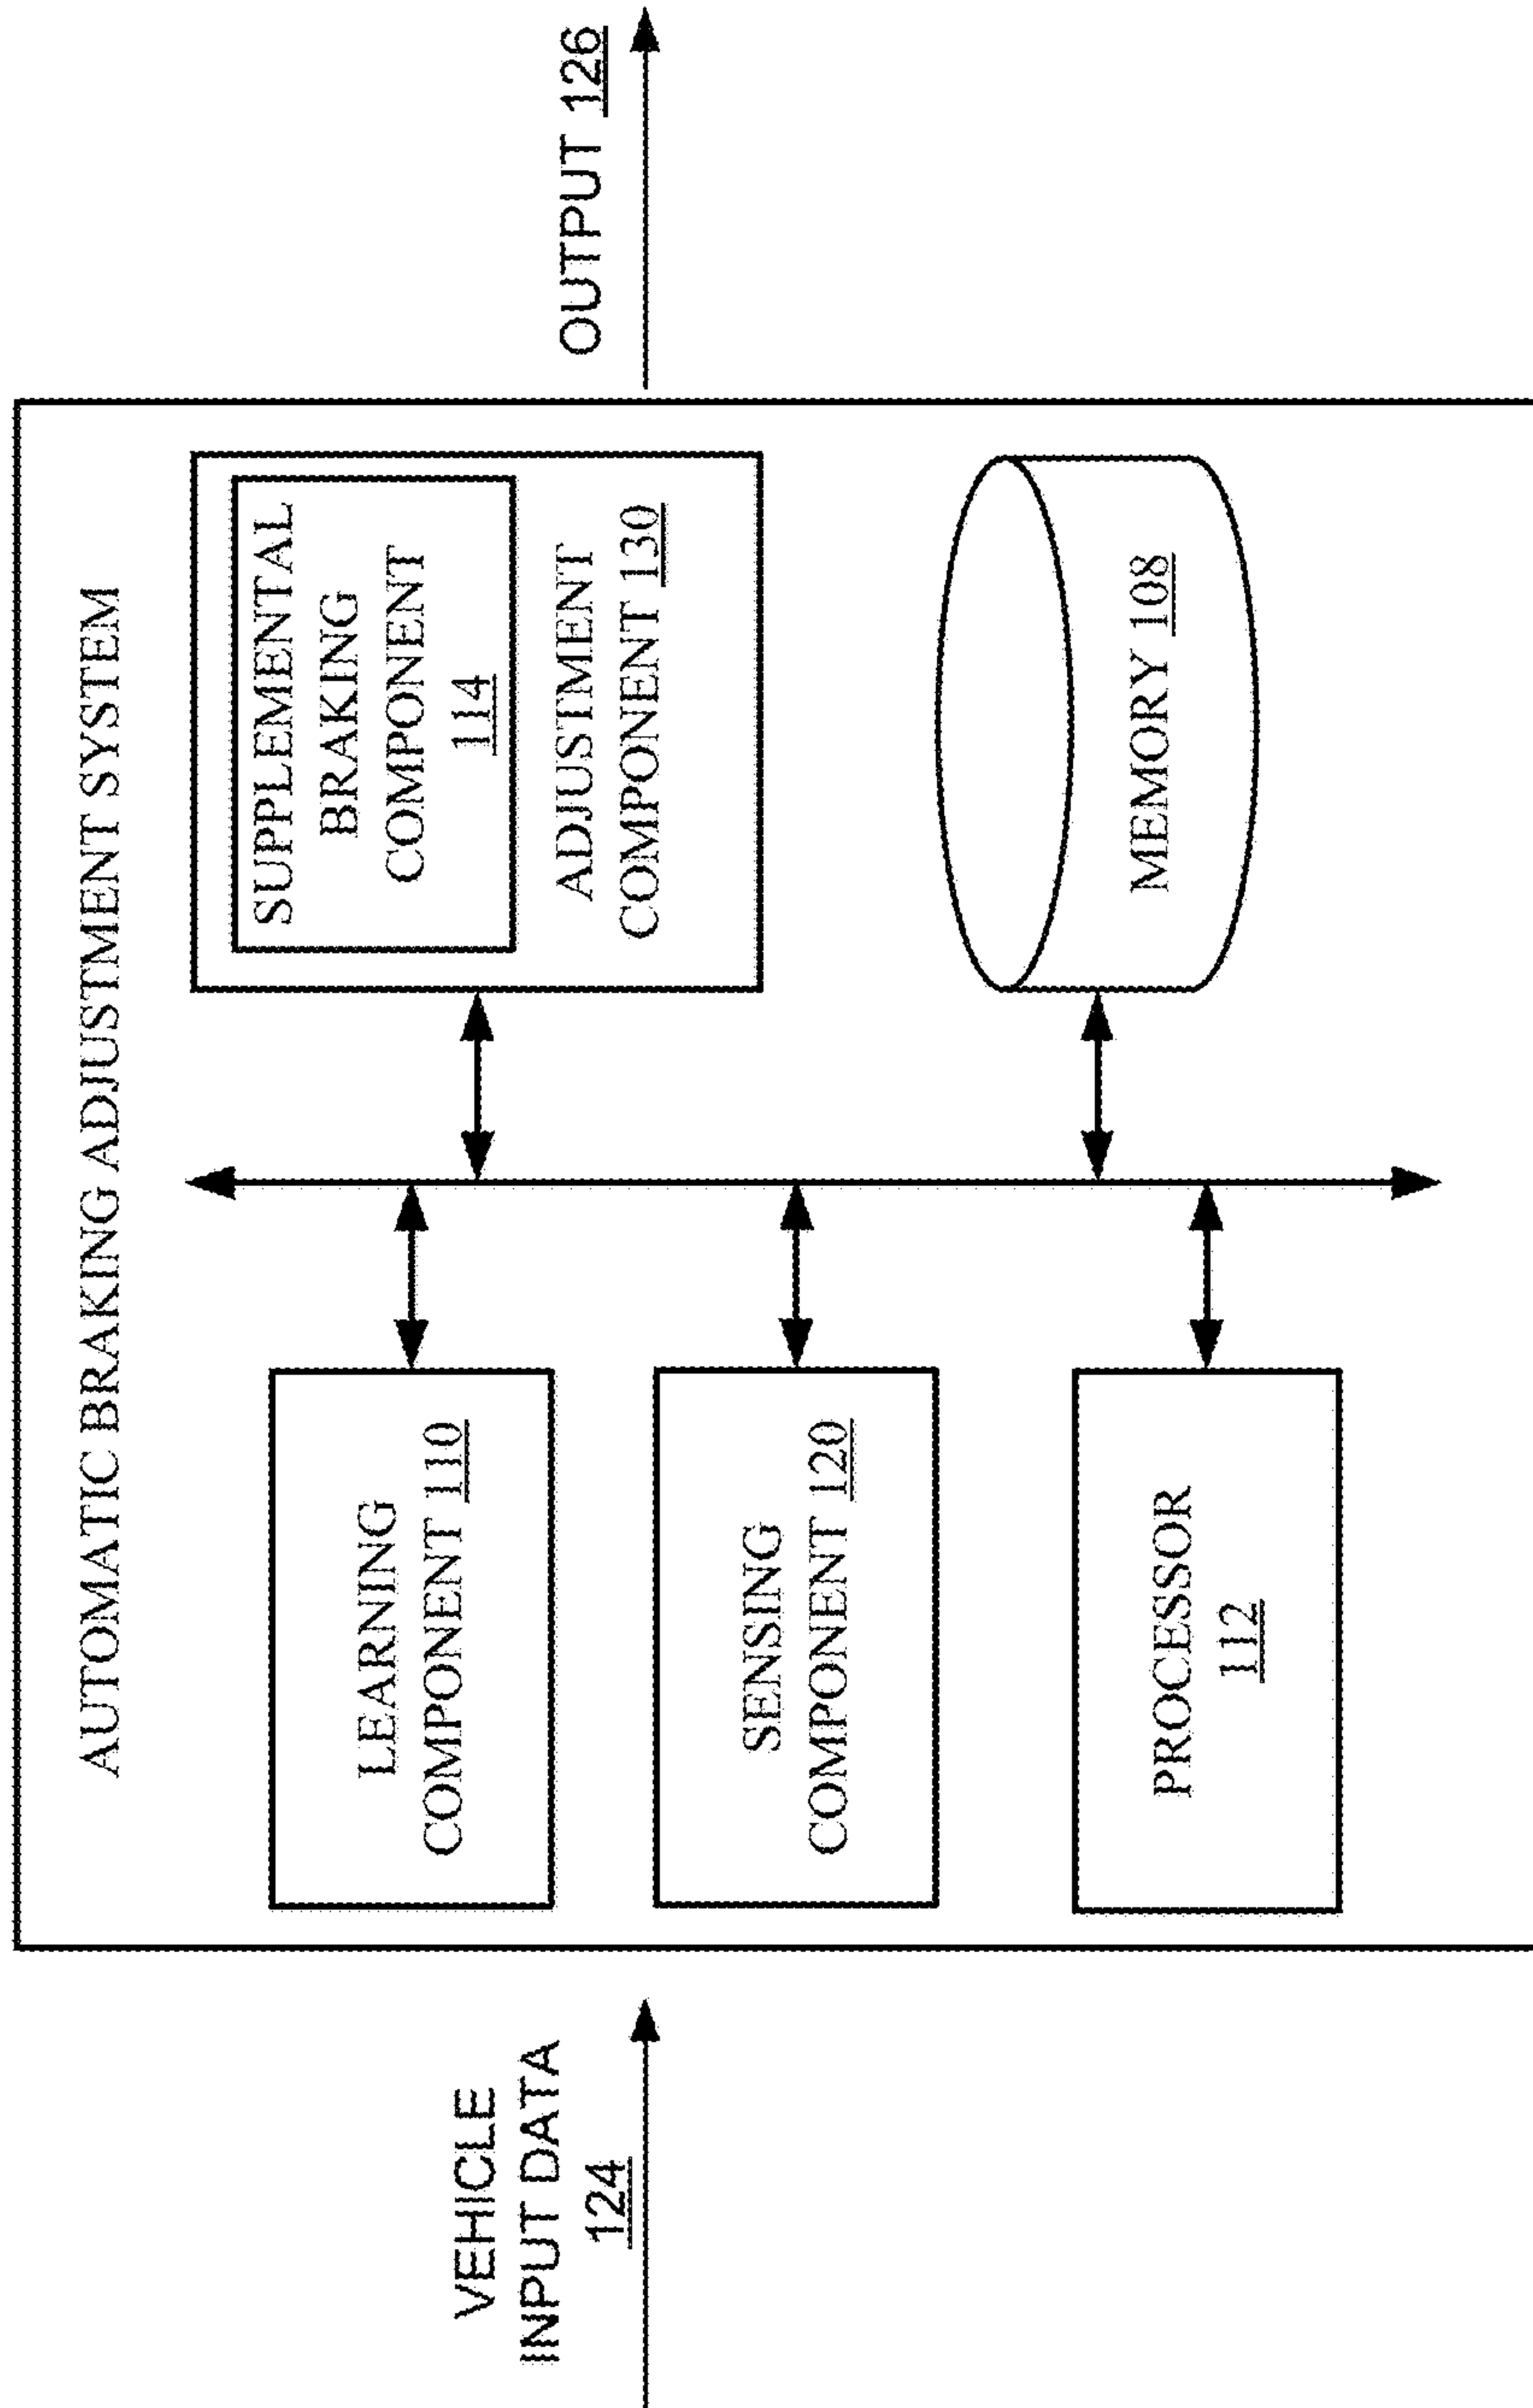 AUTOMATIC BRAKING ADJUSTMENT SYSTEM
VEHICLE
INPUT DATA
124
LEARNING
COMPONENT 110
SENSING
COMPONENT 120
PROCESSOR
112
SUPPLEMENTAL
BRAKING
COMPONENT
114
ADJUSTMENT
COMPONENT 130
MEMORY 108
OUTPUT 126